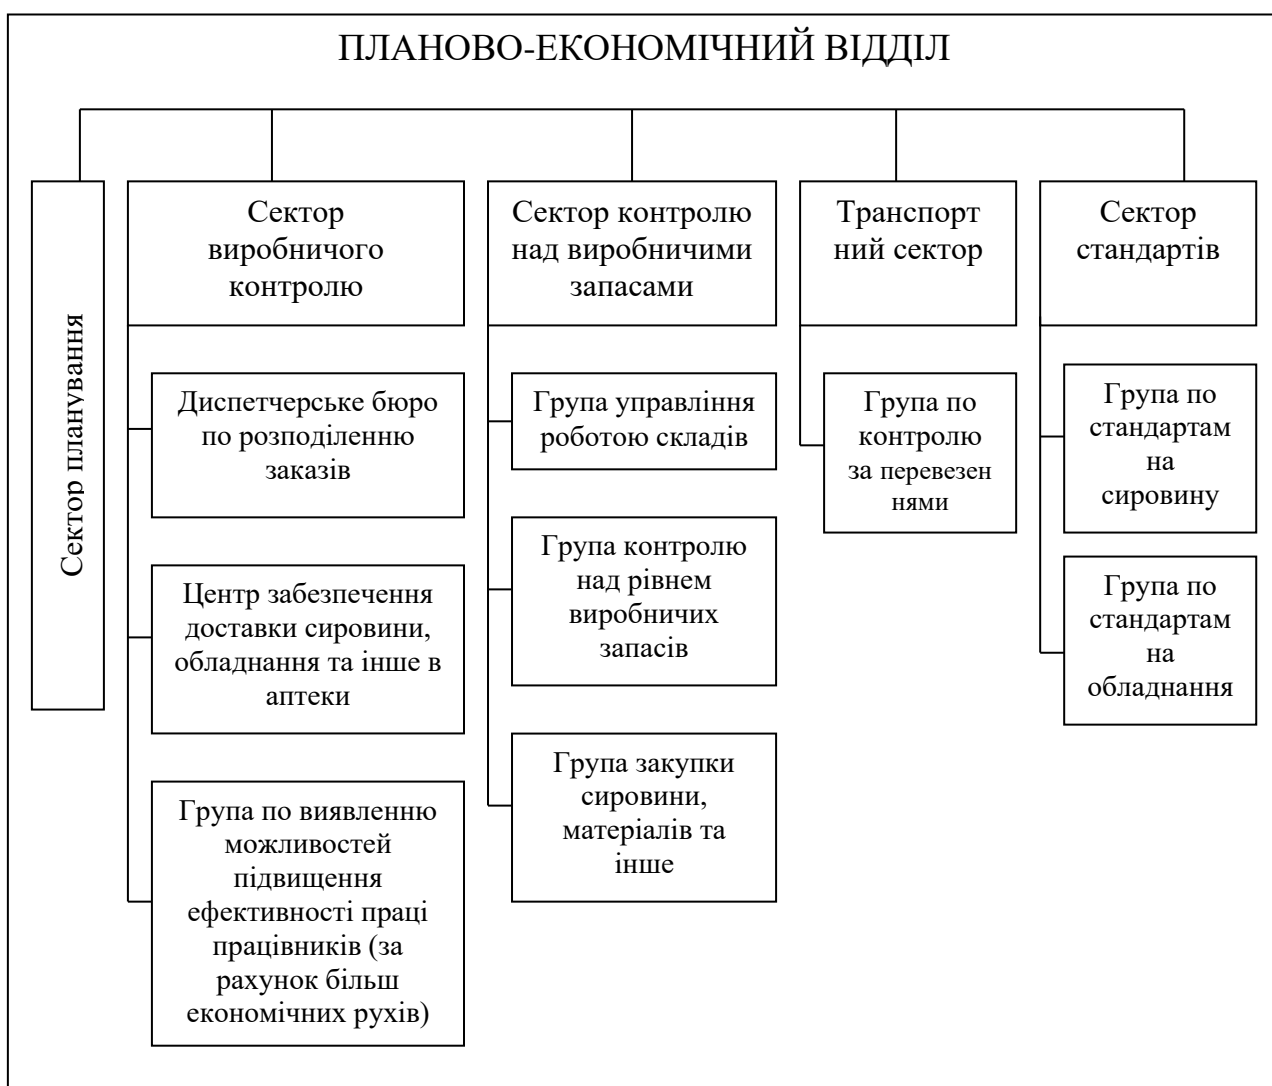 ПЛАНОВО-ЕКОНОМІЧНИЙ ВІДДІЛ
Сектор планування
Сектор
виробничого
контролю
Диспетчерське бюро
по розподіленню
заказів
Центр забезпечення
доставки сировини,
обладнання та інше в
аптеки
Група по виявленню
можливостей
підвищення
ефективності праці
працівників (за
рахунок більш
економічних рухів)
Сектор контролю
над виробничими
запасами
Група управління
роботою складів
Група контролю
над рівнем
виробничих
запасів
Група закупки
сировини,
матеріалів та
інше
Транспорт
ний сектор
Група по
контролю
за перевезен
нями
Сектор
стандартів
Група по
стандартам
на
сировину
Група по
стандартам
на
обладнання